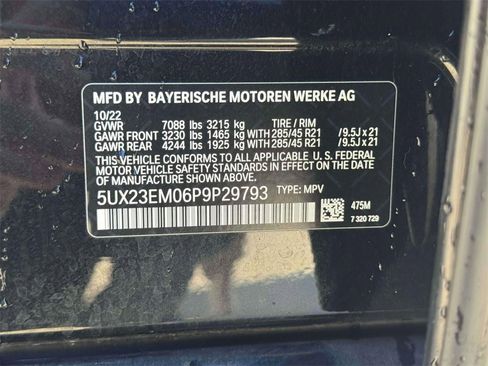 MFD BY BAYERISCHE MOTOREN WERKE AG
10/22
GVWR 7088 lbs 3215 kg TIRE / RIM
GAWR FRONT 3230 lbs 1465 kg WITH 285/45 R21 /9.5J x 21
GAWR REAR 4244 lbs 1925 kg WITH 285/45 R21 /9.5J x 21
THIS VEHICLE CONFORMS TO ALL APPLICABLE U.S. FEDERAL
MOTOR VEHICLE SAFETY STANDARDS IN EFFECT ON THE
DATE OF MANUFACTURE SHOWN ABOVE.
5UX23EM06P9P29793 TYPE: MPV
475M
7 320 729